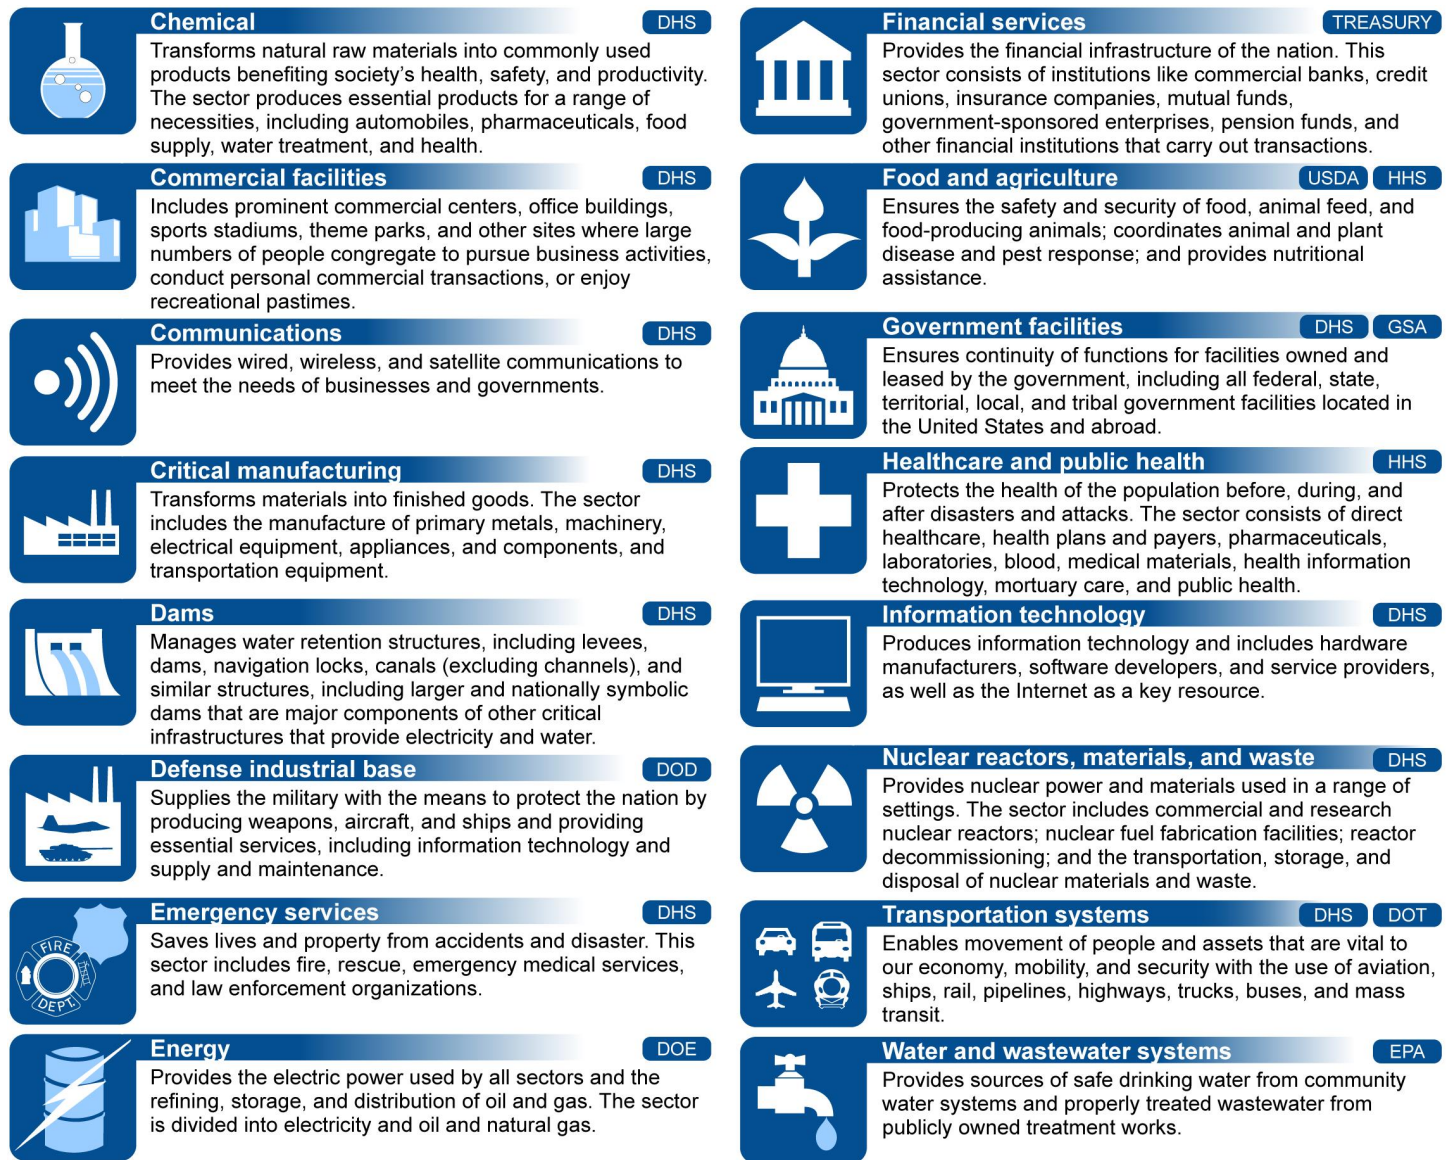 Chemical DHS
Transforms natural raw materials into commonly used
products benefiting society's health, safety, and productivity.
The sector produces essential products for a range of
necessities, including automobiles, pharmaceuticals, food
supply, water treatment, and health.
Commercial facilities DHS
Includes prominent commercial centers, office buildings,
sports stadiums, theme parks, and other sites where large
numbers of people congregate to pursue business activities,
conduct personal commercial transactions, or enjoy
recreational pastimes.
Communications DHS
Provides wired, wireless, and satellite communications to
meet the needs of businesses and governments.
Critical manufacturing DHS
Transforms materials into finished goods. The sector
includes the manufacture of primary metals, machinery,
electrical equipment, appliances, and components, and
transportation equipment.
Dams DHS
Manages water retention structures, including levees,
dams, navigation locks, canals (excluding channels), and
similar structures, including larger and nationally symbolic
dams that are major components of other critical
infrastructures that provide electricity and water.
Defense industrial base DOD
Supplies the military with the means to protect the nation by
producing weapons, aircraft, and ships and providing
essential services, including information technology and
supply and maintenance.
FIRE
DEPT.
Emergency services DHS
Saves lives and property from accidents and disaster. This
sector includes fire, rescue, emergency medical services,
and law enforcement organizations.
Energy DOE
Provides the electric power used by all sectors and the
refining, storage, and distribution of oil and gas. The sector
is divided into electricity and oil and natural gas.
Financial services TREASURY
Provides the financial infrastructure of the nation. This
sector consists of institutions like commercial banks, credit
unions, insurance companies, mutual funds,
government-sponsored enterprises, pension funds, and
other financial institutions that carry out transactions.
Food and agriculture USDA HHS
Ensures the safety and security of food, animal feed, and
food-producing animals; coordinates animal and plant
disease and pest response; and provides nutritional
assistance.
Government facilities DHS GSA
Ensures continuity of functions for facilities owned and
leased by the government, including all federal, state,
territorial, local, and tribal government facilities located in
the United States and abroad.
Healthcare and public health HHS
Protects the health of the population before, during, and
after disasters and attacks. The sector consists of direct
healthcare, health plans and payers, pharmaceuticals,
laboratories, blood, medical materials, health information
technology, mortuary care, and public health.
Information technology DHS
Produces information technology and includes hardware
manufacturers, software developers, and service providers,
as well as the Internet as a key resource.
Nuclear reactors, materials, and waste DHS
Provides nuclear power and materials used in a range of
settings. The sector includes commercial and research
nuclear reactors; nuclear fuel fabrication facilities; reactor
decommissioning; and the transportation, storage, and
disposal of nuclear materials and waste.
Transportation systems DHS DOT
Enables movement of people and assets that are vital to
our economy, mobility, and security with the use of aviation,
ships, rail, pipelines, highways, trucks, buses, and mass
transit.
Water and wastewater systems EPA
Provides sources of safe drinking water from community
water systems and properly treated wastewater from
publicly owned treatment works.